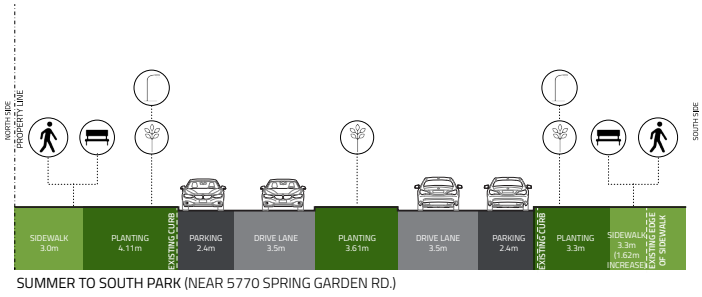 NORTH SIDE
PROPERTY LINE
SOUTH SIDE
SIDEWALK
3.0m
PLANTING
4.11m
EXISTING CURB
PARKING
2.4m
DRIVE LANE
3.5m
PLANTING
3.61m
DRIVE LANE
3.5m
PARKING
2.4m
EXISTING CURB
PLANTING
3.3m
SIDEWALK
3.3m
(1.62m
INCREASE)
EXISTING EDGE
OF SIDEWALK
SUMMER TO SOUTH PARK (NEAR 5770 SPRING GARDEN RD.)